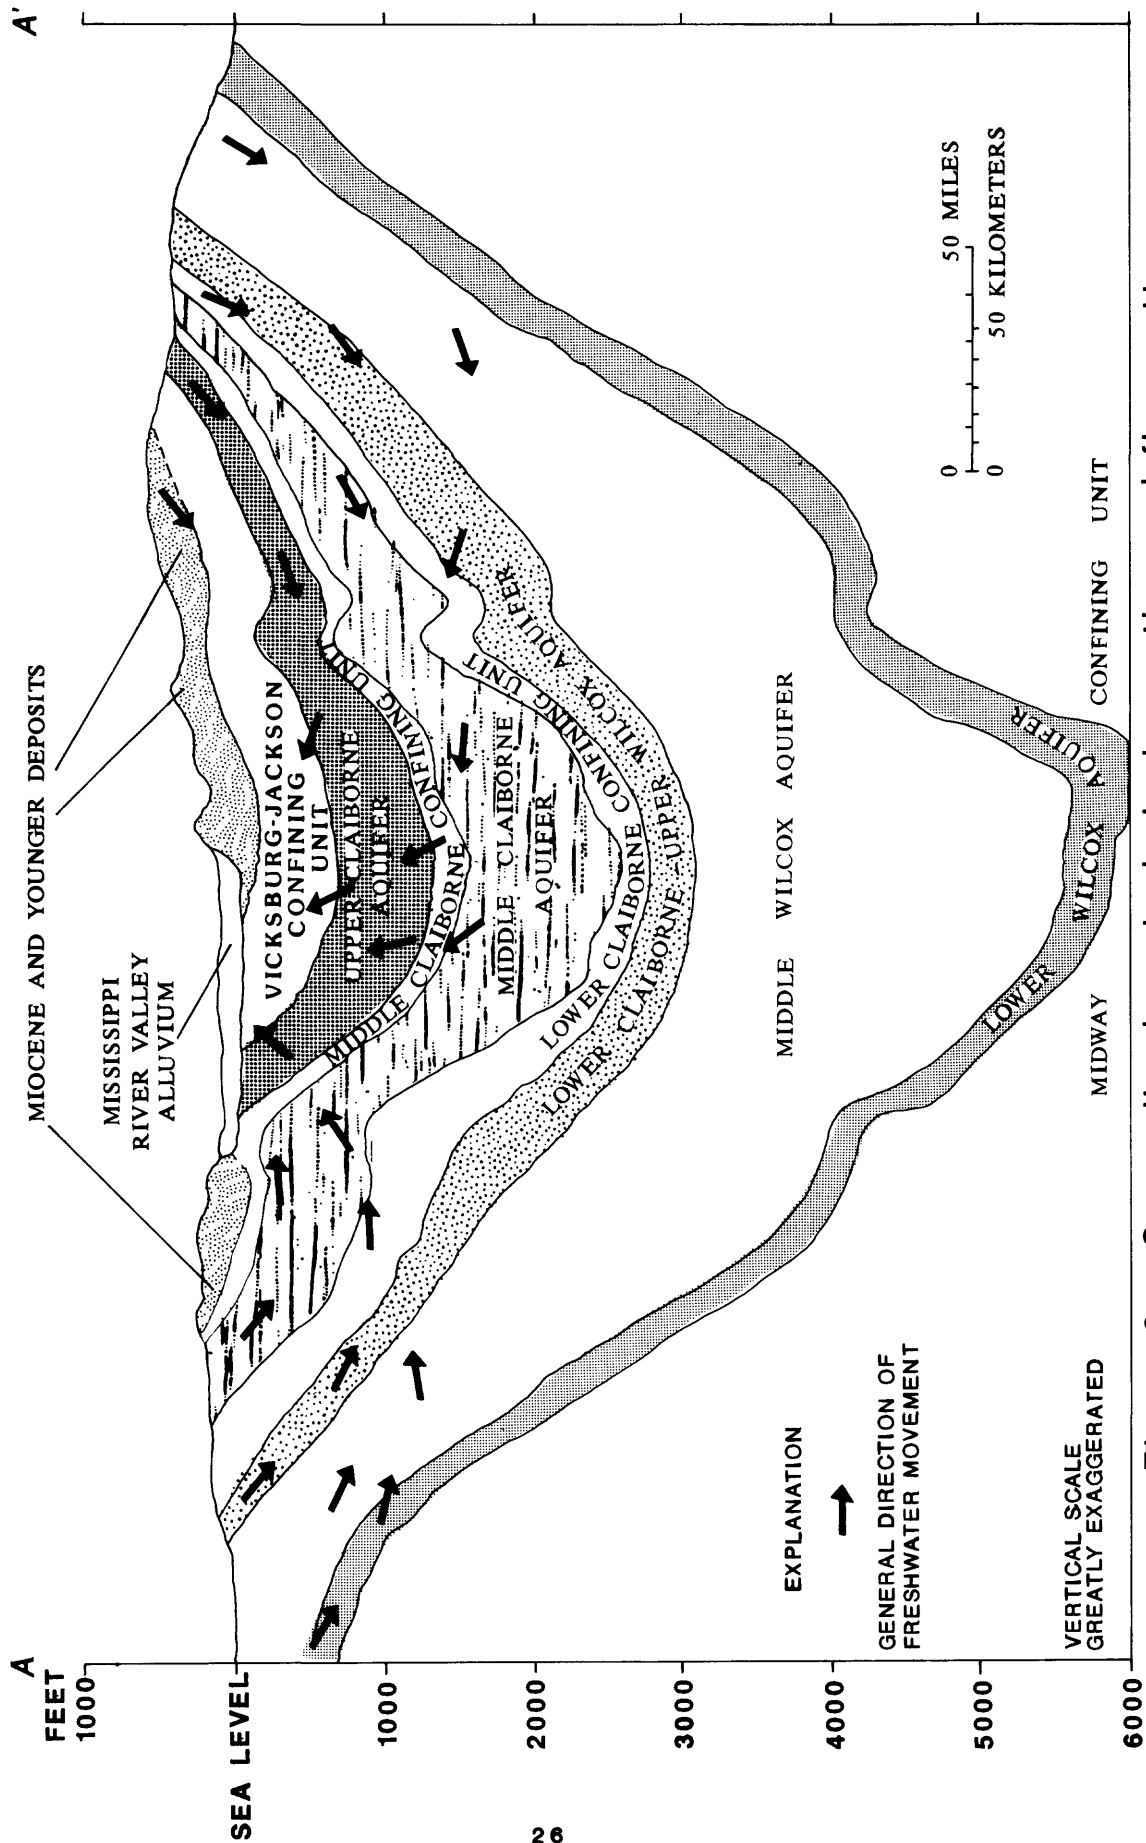 A
A'
FEET
1000
SEA LEVEL
1000
2000
3000
4000
5000
6000
MIOCENE AND YOUNGER DEPOSITS
MISSISSIPPI
RIVER VALLEY
ALLUVIUM
VICKSBURG-JACKSON
CONFINING
UNIT
UPPER CLAIBORNE
AQUIFER
MIDDLE CLAIBORNE CONFINING UNIT
MIDDLE CLAIBORNE
AQUIFER
LOWER CLAIBORNE CONFINING UNIT
LOWER CLAIBORNE-UPPER WILCOX AQUIFER
MIDDLE WILCOX AQUIFER
LOWER WILCOX AQUIFER
MIDWAY CONFINING UNIT
0 50 MILES
0 50 KILOMETERS
EXPLANATION
GENERAL DIRECTION OF
FRESHWATER MOVEMENT
VERTICAL SCALE
GREATLY EXAGGERATED
26